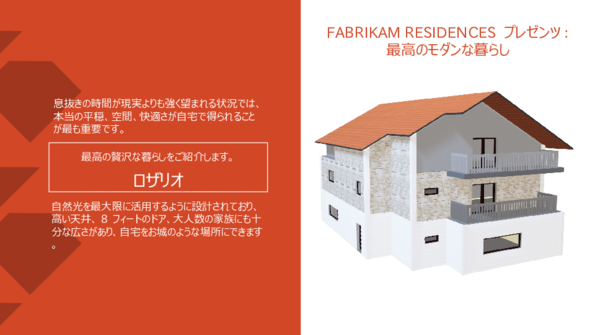 息抜きの時間が現実よりも強く望まれる状況では、
本当の平穏、空間、快適さが自宅で得られること
が最も重要です。
最高の贅沢な暮らしをご紹介します。
ロザリオ
自然光を最大限に活用するように設計されており、
高い天井、8 フィートのドア、大人数の家族にも十
分な広さがあり、自宅をお城のような場所にできます
。
FABRIKAM RESIDENCES プレゼンツ :
最高のモダンな暮らし